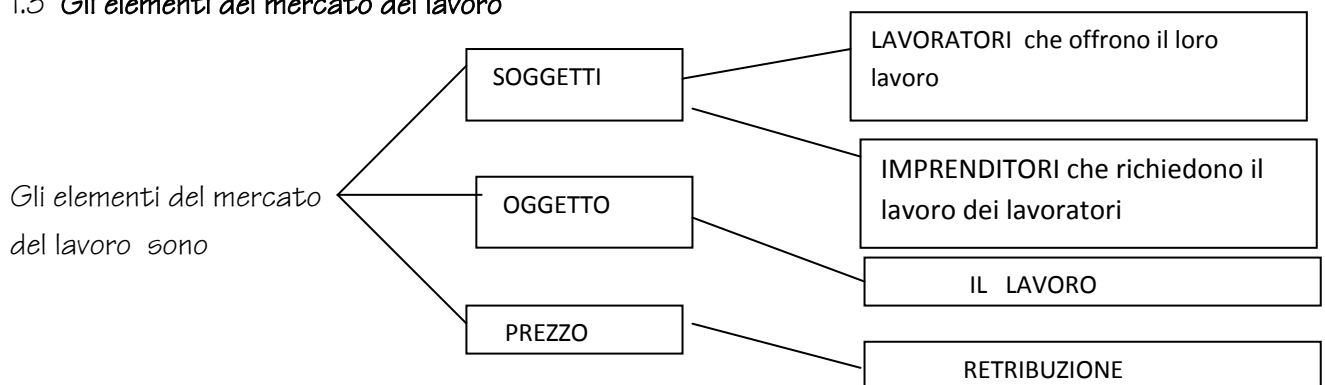 1.3 Gli elementi del mercato del lavoro
SOGGETTI
LAVORATORI che offrono il loro
lavoro
IMPRENDITORI che richiedono il
lavoro dei lavoratori
Gli elementi del mercato
del lavoro sono
OGGETTO
IL LAVORO
PREZZO
RETRIBUZIONE